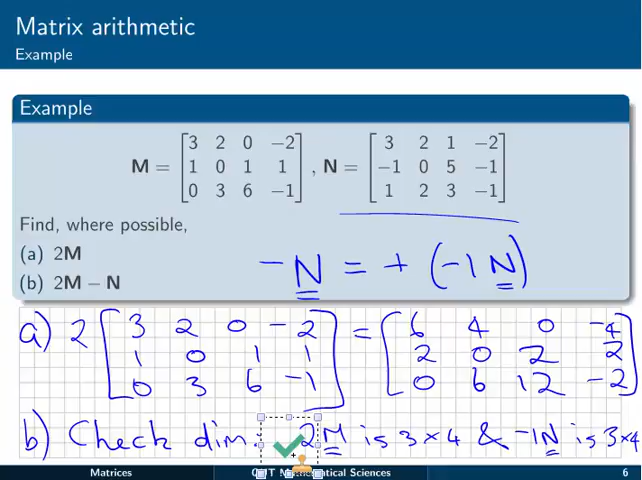 Matrix arithmetic
Example
Example
M = [3 2 0 −2; 1 0 1 1; 0 3 6 −1], N = [3 2 1 −2; −1 0 5 −1; 1 2 3 −1]
Find, where possible,
(a) 2M
(b) 2M − N
− N = + (−1 N)
a) 2 [3 2 0 −2; 1 0 1 1; 0 3 6 −1] = [6 4 0 −4; 2 0 2 2; 0 6 12 −2]
b) Check dim. 2M is 3×4 & −1N is 3×4
Matrices Mathematical Sciences 6